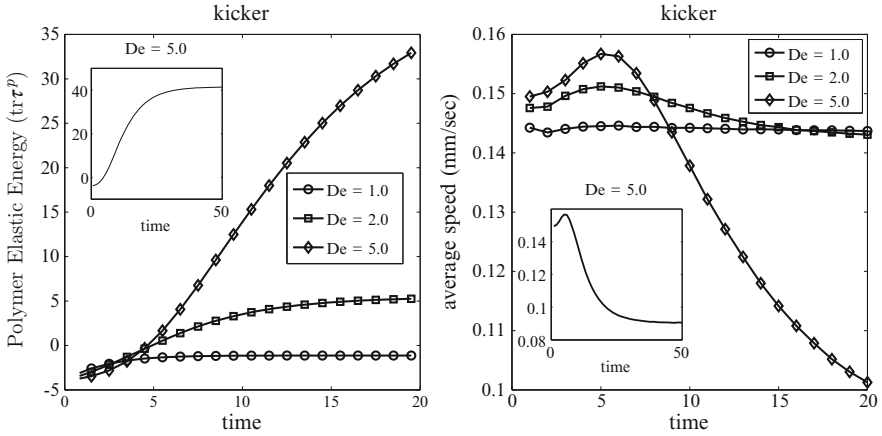 kicker
Polymer Elastic Energy (trτᵖ)
35
30
25
20
15
10
5
0
-5
De = 5.0
40
20
0
0
50
time
De = 1.0
De = 2.0
De = 5.0
0
5
10
15
20
time
kicker
average speed (mm/sec)
0.16
0.15
0.14
0.13
0.12
0.11
0.1
De = 1.0
De = 2.0
De = 5.0
De = 5.0
0.14
0.12
0.1
0.08
0
50
time
0
5
10
15
20
time